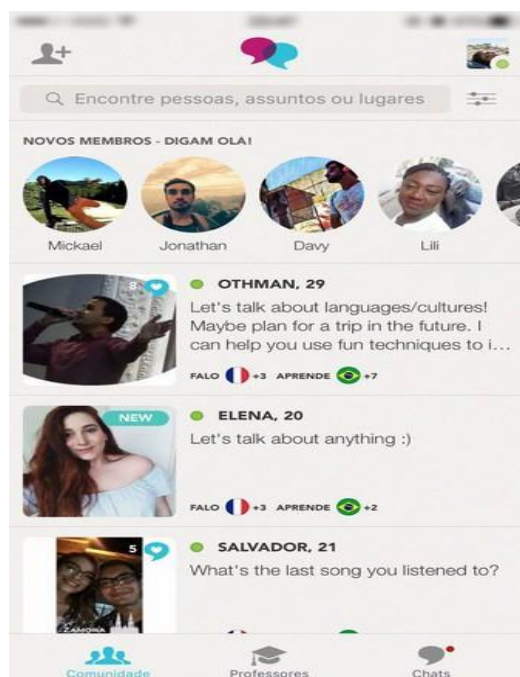 Encontre pessoas, assuntos ou lugares
NOVOS MEMBROS - DIGAM OLÁ!
Mickael Jonathan Davy Lili
8
OTHMAN, 29
Let's talk about languages/cultures!
Maybe plan for a trip in the future. I
can help you use fun techniques to i...
FALO +3 APRENDE +7
NEW
ELENA, 20
Let's talk about anything :)
FALO +3 APRENDE +2
5
SALVADOR, 21
What's the last song you listened to?
ZAMORA
Comunidade Professores Chats